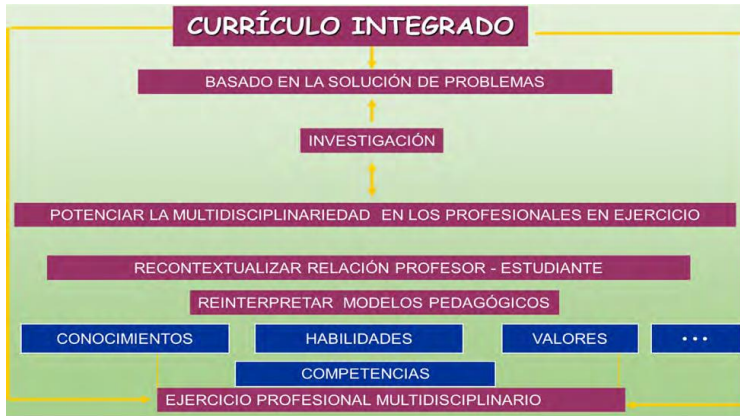 CURRÍCULO INTEGRADO
BASADO EN LA SOLUCIÓN DE PROBLEMAS
INVESTIGACIÓN
POTENCIAR LA MULTIDISCIPLINARIEDAD EN LOS PROFESIONALES EN EJERCICIO
RECONTEXTUALIZAR RELACIÓN PROFESOR - ESTUDIANTE
REINTERPRETAR MODELOS PEDAGÓGICOS
CONOCIMIENTOS
HABILIDADES
VALORES
...
COMPETENCIAS
EJERCICIO PROFESIONAL MULTIDISCIPLINARIO